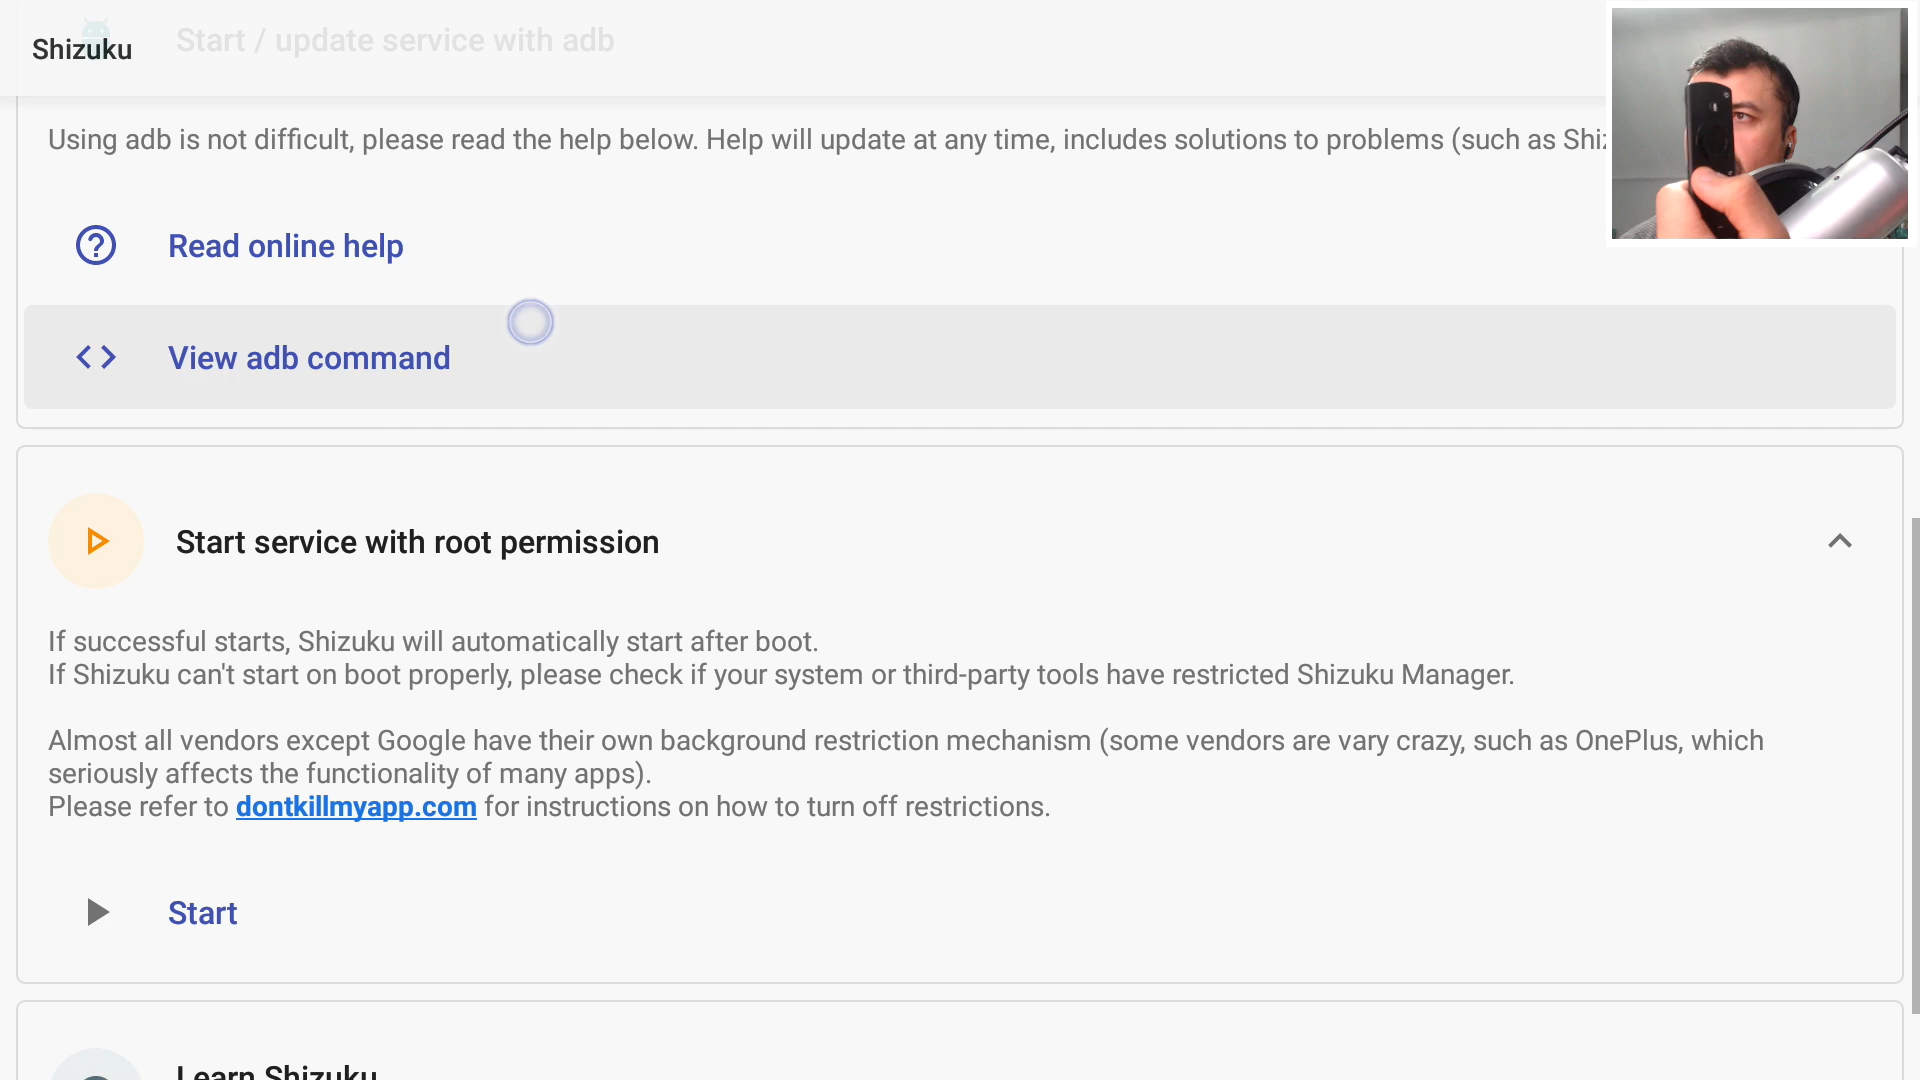 Shizuku
Start / update service with adb
Using adb is not difficult, please read the help below. Help will update at any time, includes solutions to problems (such as
Read online help
<> View adb command
Start service with root permission
If successful starts, Shizuku will automatically start after boot.
If Shizuku can't start on boot properly, please check if your system or third-party tools have restricted Shizuku Manager.
Almost all vendors except Google have their own background restriction mechanism (some vendors are vary crazy, such as OnePlus, which
seriously affects the functionality of many apps).
Please refer to dontkillmyapp.com for instructions on how to turn off restrictions.
Start
Learn Shizuku